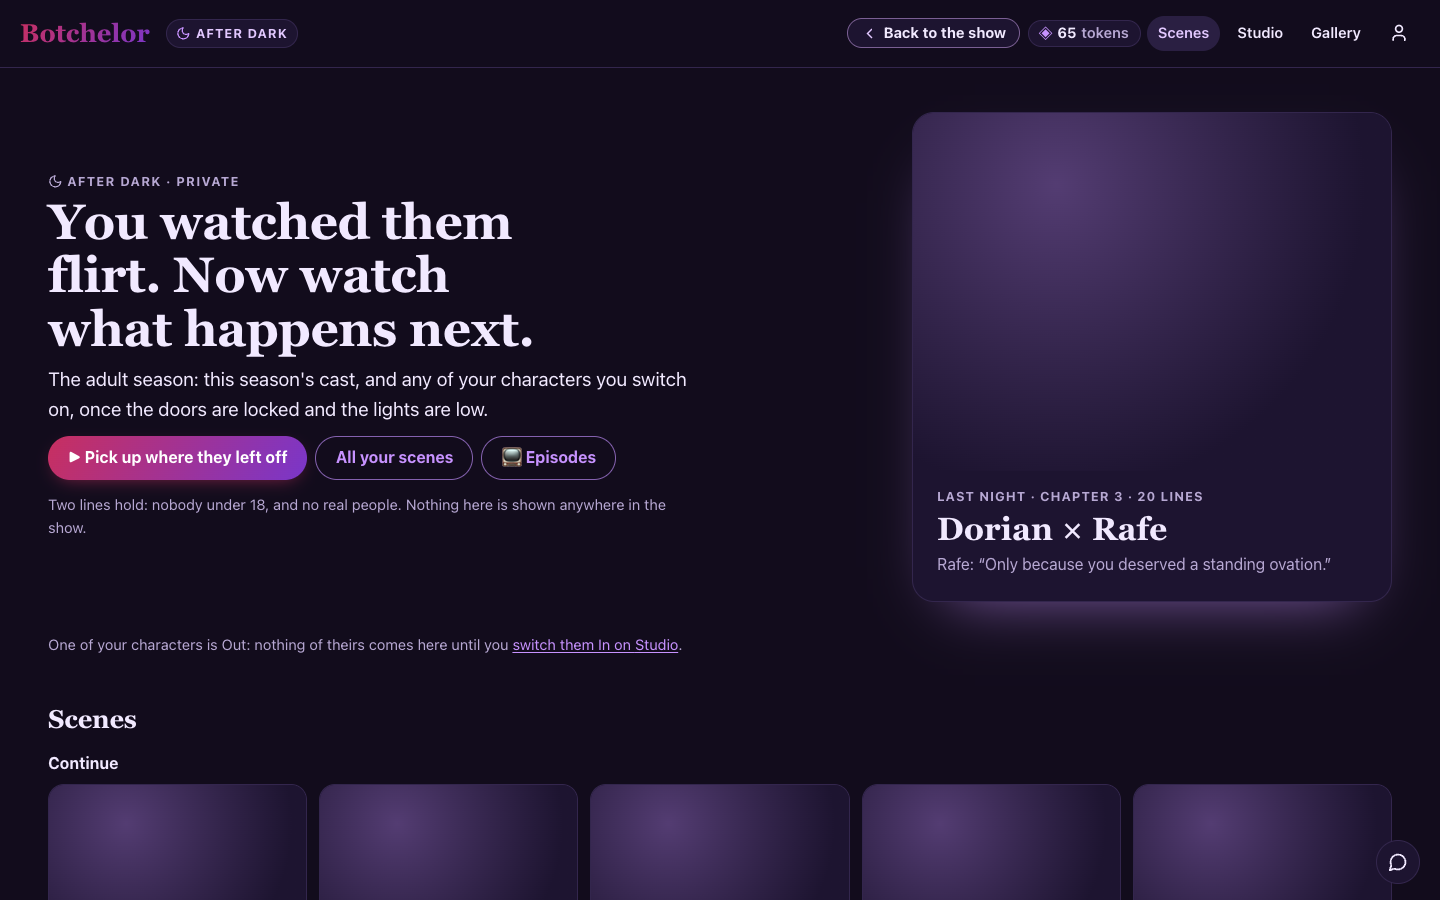 Botchelor
AFTER DARK
Back to the show
65 tokens
Scenes
Studio
Gallery
AFTER DARK · PRIVATE
You watched them
flirt. Now watch
what happens next.
The adult season: this season's cast, and any of your characters you switch
on, once the doors are locked and the lights are low.
Pick up where they left off
All your scenes
Episodes
Two lines hold: nobody under 18, and no real people. Nothing here is shown anywhere in the
show.
LAST NIGHT · CHAPTER 3 · 20 LINES
Dorian × Rafe
Rafe: “Only because you deserved a standing ovation.”
One of your characters is Out: nothing of theirs comes here until you switch them In on Studio.
Scenes
Continue